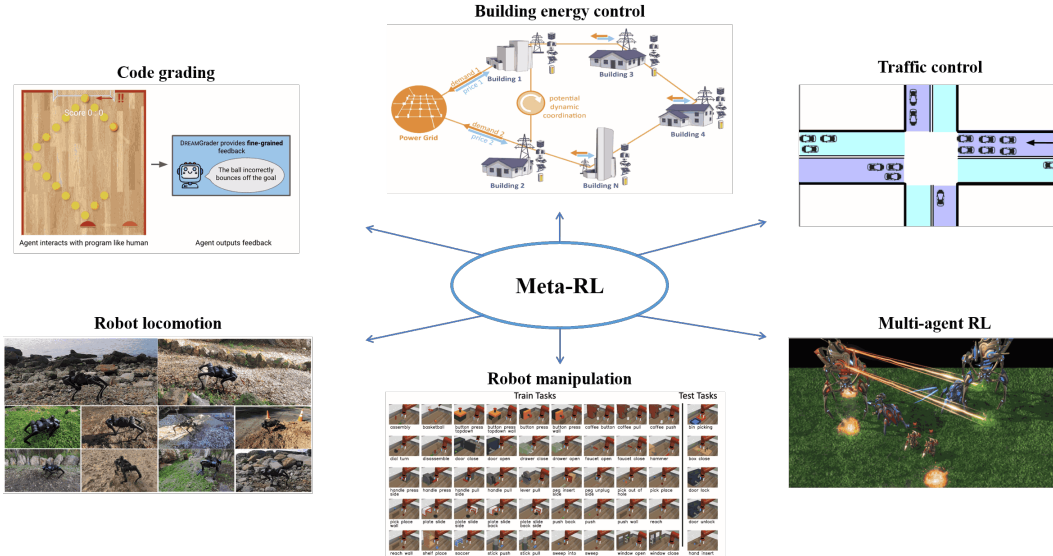 Building energy control
Code grading
Traffic control
Score 0 . 0
!!
DREAMGrader provides fine-grained
feedback
The ball incorrectly
bounces off the goal
Agent interacts with program like human
Agent outputs feedback
demand 1
price 1
Building 1
Building 3
Power Grid
potential
dynamic
coordination
Building 4
demand 2
price 2
Building 2
Building N
Meta-RL
Robot locomotion
Robot manipulation
Multi-agent RL
Train Tasks
Test Tasks
assembly
basketball
button press
topdown
button press
topdown wall
button press
button press
wall
coffee button
coffee pull
coffee push
bin picking
dial turn
disassemble
door close
door open
drawer close
drawer open
faucet open
faucet close
hammer
box close
handle press
side
handle press
handle pull
side
handle pull
lever pull
peg insert
side
peg unplug
side
pick out of
hole
pick place
door lock
pick place
wall
plate slide
plate slide
side
plate slide
back
plate slide
back side
push back
push
push wall
reach
door unlock
reach wall
shelf place
soccer
stick push
stick pull
sweep into
sweep
window open
window close
hand insert